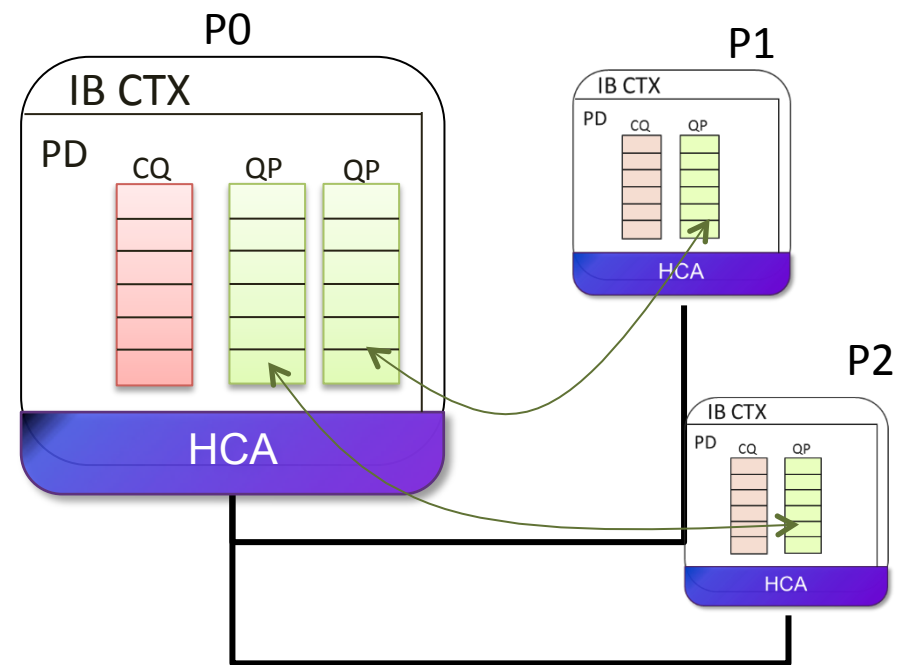 P0
IB CTX
PD
CQ
QP
QP
HCA
P1
IB CTX
PD
CQ
QP
HCA
P2
IB CTX
PD
CQ
QP
HCA